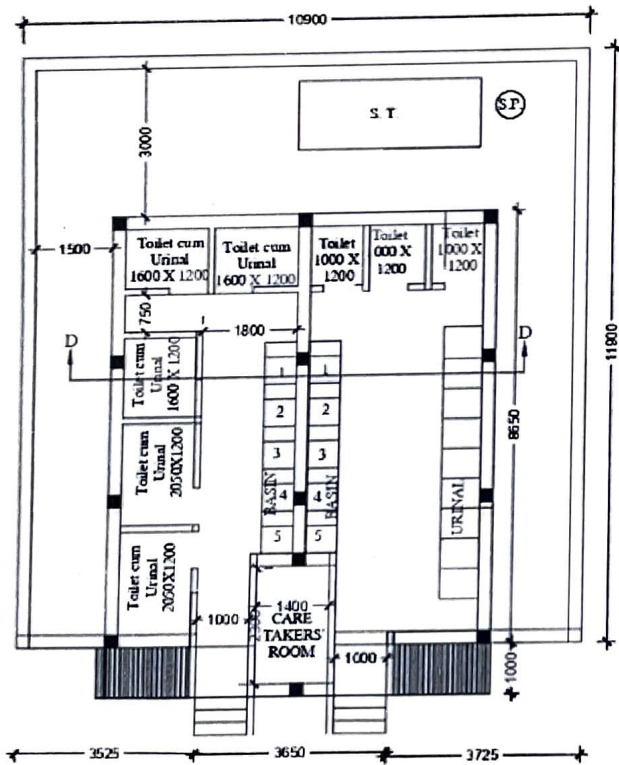 10900
S. T.
S.P.
3000
1500
Toilet cum
Urinal
1600 X 1200
Toilet cum
Urinal
1600 X 1200
Toilet
1000 X
1200
Toilet
000 X
1200
Toilet
1000 X
1200
750
1800
D
D
11900
8650
Toilet cum
Urinal
1600 X 1200
Toilet cum
Urinal
2050X1200
Toilet cum
Urinal
2050X1200
1
2
3
4
5
BASIN
1
2
3
4
5
BASIN
URINAL
1000
1400
CARE
TAKERS'
ROOM
1000
1000
3525
3650
3725